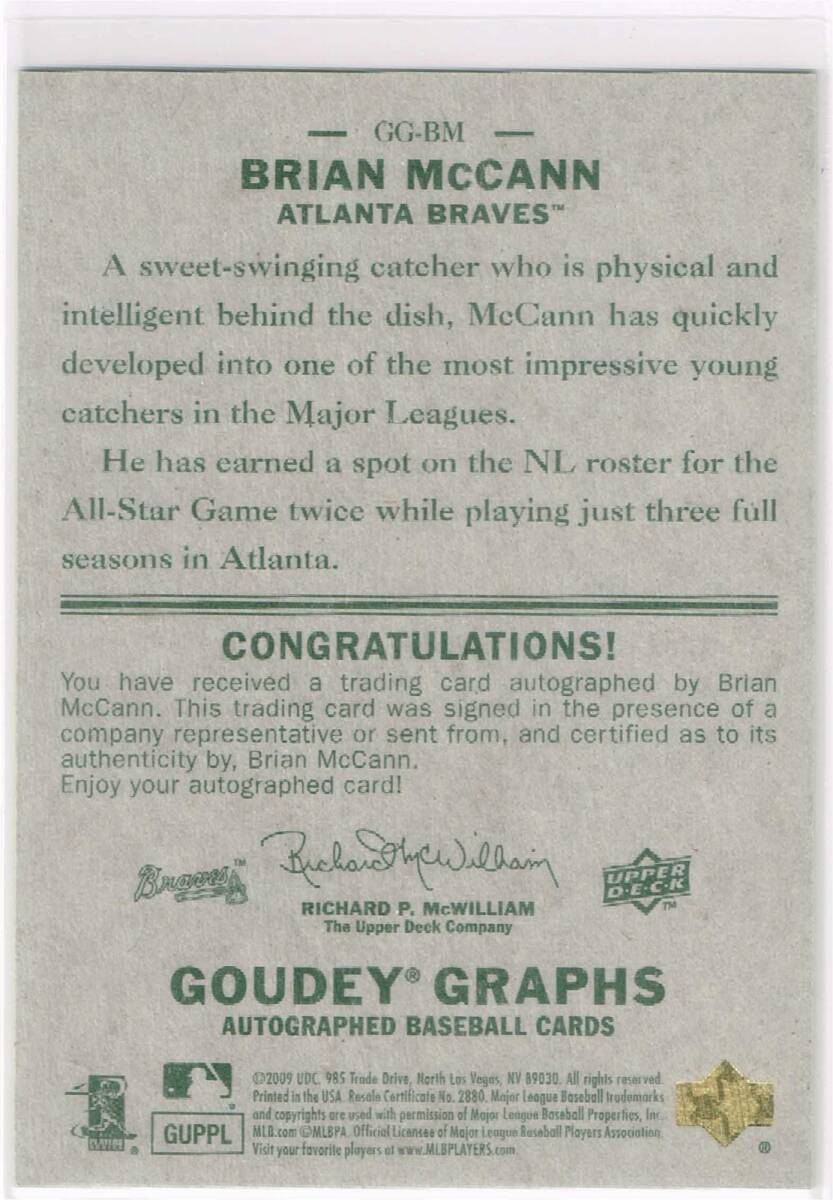 GG-BM
BRIAN McCANN
ATLANTA BRAVES™
A sweet-swinging catcher who is physical and
intelligent behind the dish, McCann has quickly
developed into one of the most impressive young
catchers in the Major Leagues.
He has earned a spot on the NL roster for the
All-Star Game twice while playing just three full
seasons in Atlanta.
CONGRATULATIONS!
You have received a trading card autographed by Brian
McCann. This trading card was signed in the presence of a
company representative or sent from, and certified as to its
authenticity by, Brian McCann.
Enjoy your autographed card!
Braves™
Richard McWilliam
UPPER
D·E·C·K
™
RICHARD P. McWILLIAM
The Upper Deck Company
GOUDEY® GRAPHS
AUTOGRAPHED BASEBALL CARDS
GUPPL
©2009 UDC. 985 Trade Drive, North Las Vegas, NV 89030. All rights reserved.
Printed in the USA. Resale Certificate No. 2880. Major League Baseball trademarks
and copyrights are used with permission of Major League Baseball Properties, Inc.
MLB.com ©MLBPA. Official Licensee of Major League Baseball Players Association.
Visit your favorite players at www.MLBPLAYERS.com.
®